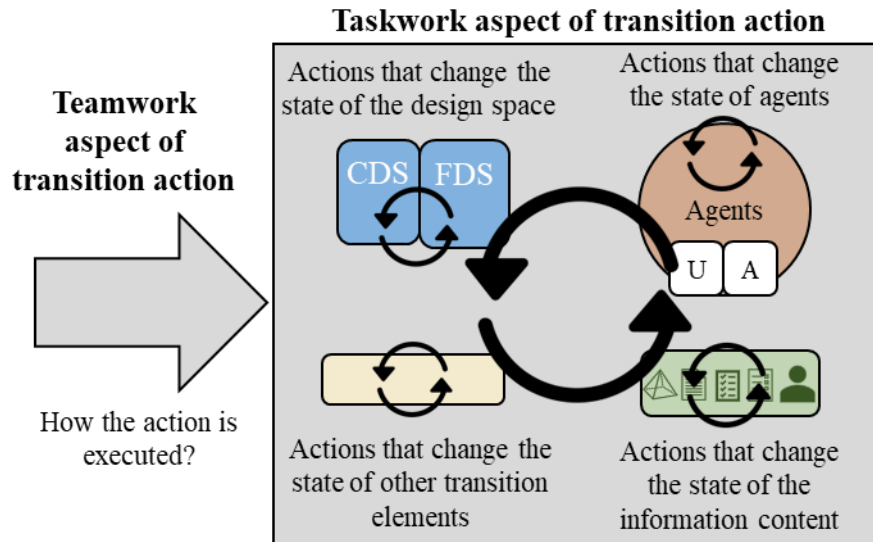 Taskwork aspect of transition action
Teamwork
aspect of
transition action
How the action is
executed?
Actions that change the
state of the design space
CDS
FDS
Actions that change
the state of agents
Agents
U
A
Actions that change the
state of other transition
elements
Actions that change
the state of the
information content